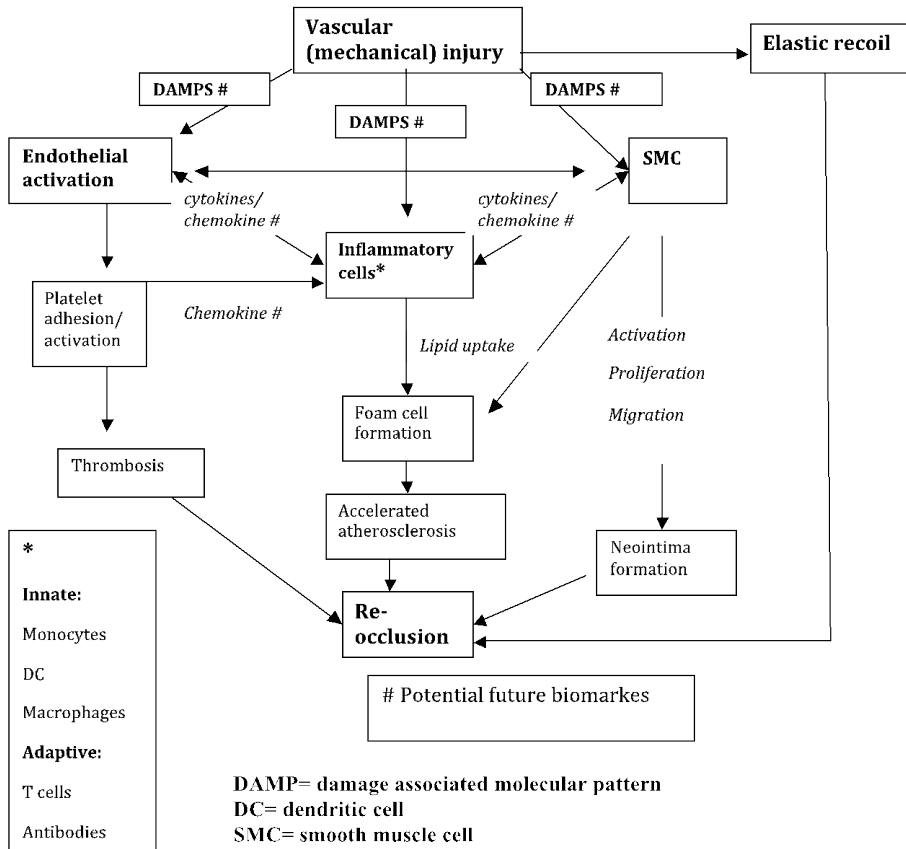 Vascular
(mechanical) injury
Elastic recoil
DAMPS #
DAMPS #
DAMPS #
Endothelial
activation
SMC
cytokines/
chemokine #
cytokines/
chemokine #
Inflammatory
cells*
Platelet
adhesion/
activation
Chemokine #
Lipid uptake
Activation
Proliferation
Migration
Foam cell
formation
Thrombosis
Accelerated
atherosclerosis
Neointima
formation
Re-
occlusion
*
Innate:
Monocytes
DC
Macrophages
Adaptive:
T cells
Antibodies
# Potential future biomarkes
DAMP= damage associated molecular pattern
DC= dendritic cell
SMC= smooth muscle cell